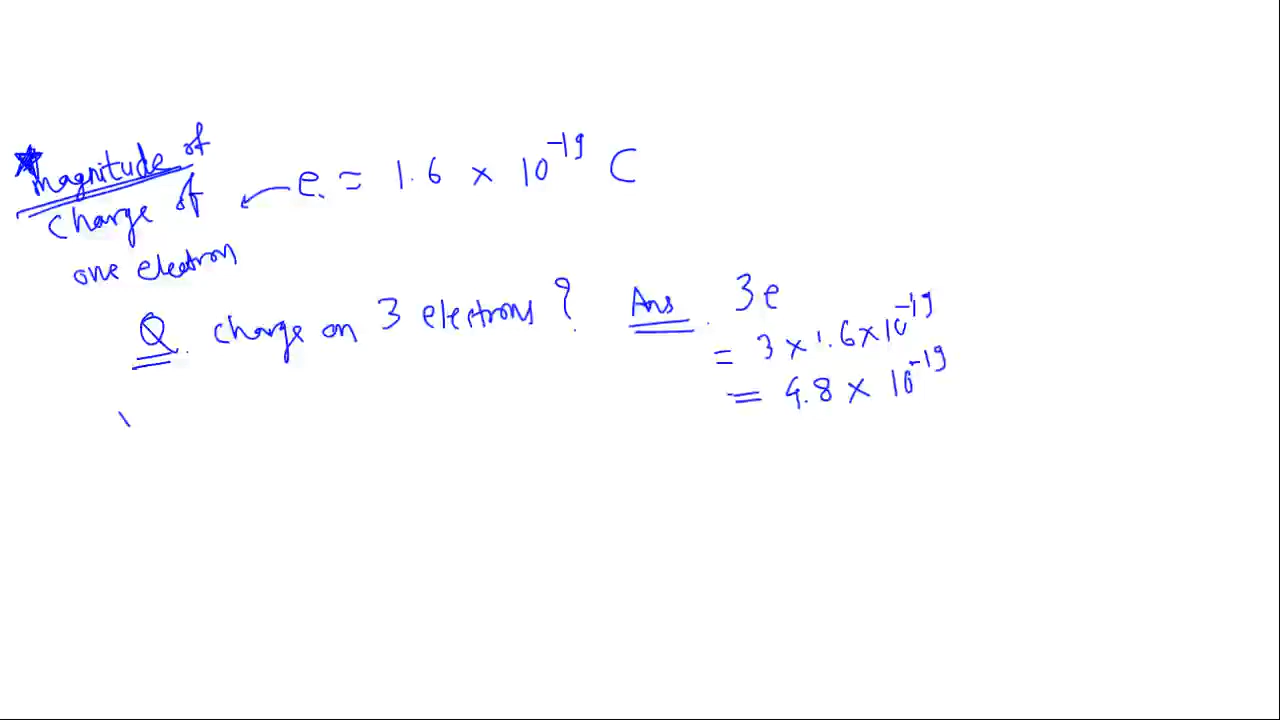 ★ Magnitude of
charge of
one electron
e = 1.6 × 10⁻¹⁹ C
Q. charge on 3 electrons? Ans. 3e
= 3 × 1.6 × 10⁻¹⁹
= 4.8 × 10⁻¹⁹